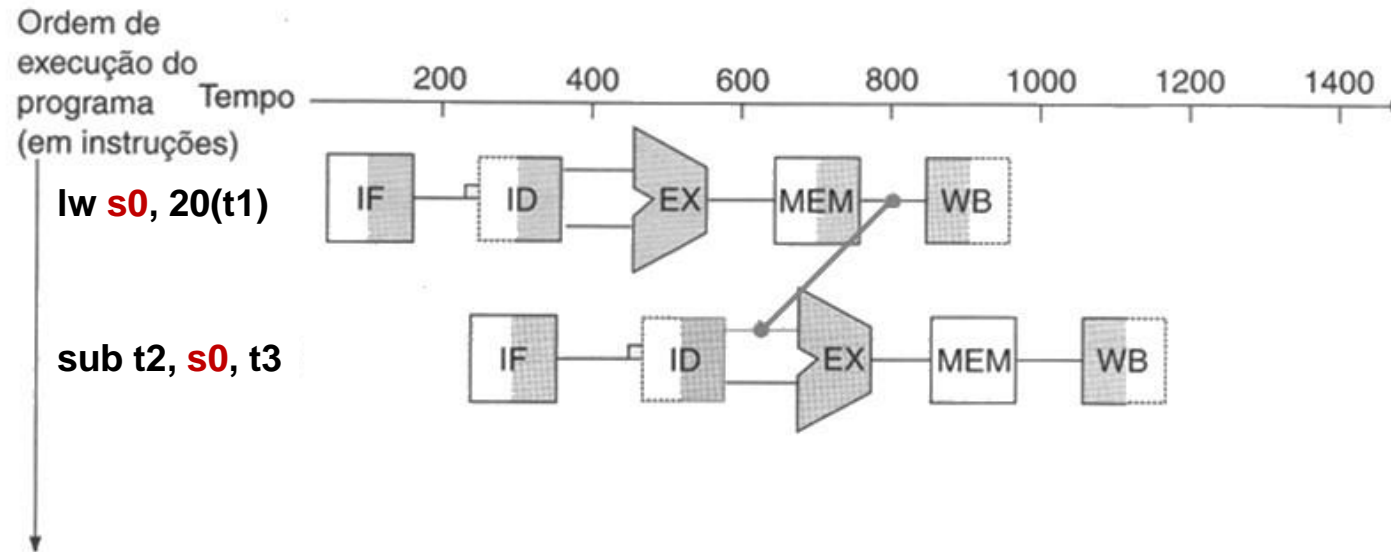 Ordem de
execução do
programa
(em instruções)
Tempo
200 400 600 800 1000 1200 1400
lw s0, 20(t1)
IF ID EX MEM WB
sub t2, s0, t3
IF ID EX MEM WB